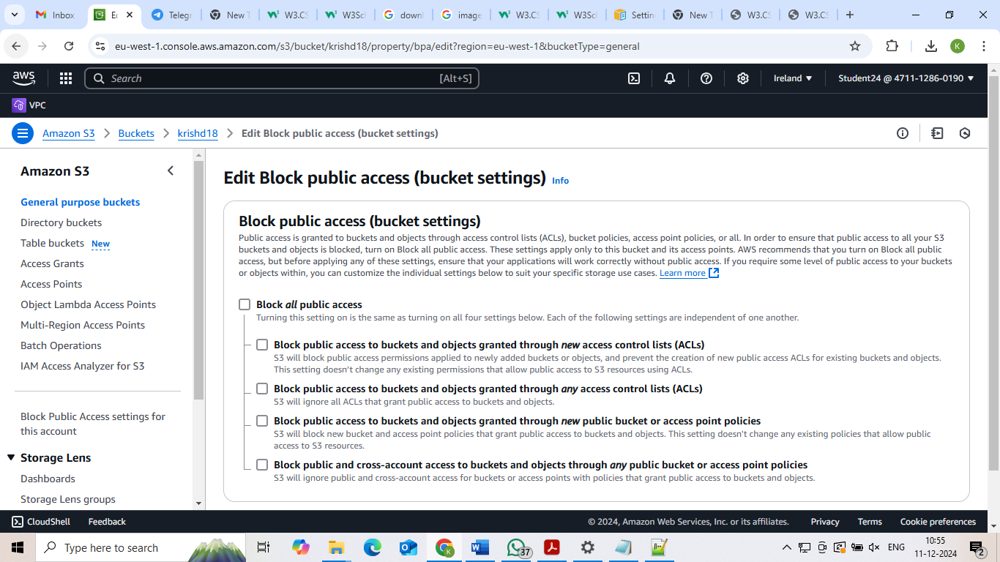 Inbox
Ec
Telegr
New T
W3.CS
W3Sch
downl
image
W3.CS
W3Sch
Settin
New T
W3.CS
W3.CS
eu-west-1.console.aws.amazon.com/s3/bucket/krishd18/property/bpa/edit?region=eu-west-1&bucketType=general
K
aws
Search
[Alt+S]
Ireland
Student24 @ 4711-1286-0190
VPC
Amazon S3
Buckets
krishd18
Edit Block public access (bucket settings)
Amazon S3
General purpose buckets
Directory buckets
Table buckets New
Access Grants
Access Points
Object Lambda Access Points
Multi-Region Access Points
Batch Operations
IAM Access Analyzer for S3
Block Public Access settings for
this account
Storage Lens
Dashboards
Storage Lens groups
Edit Block public access (bucket settings) Info
Block public access (bucket settings)
Public access is granted to buckets and objects through access control lists (ACLs), bucket policies, access point policies, or all. In order to ensure that public access to all your S3
buckets and objects is blocked, turn on Block all public access. These settings apply only to this bucket and its access points. AWS recommends that you turn on Block all public
access, but before applying any of these settings, ensure that your applications will work correctly without public access. If you require some level of public access to your buckets
or objects within, you can customize the individual settings below to suit your specific storage use cases. Learn more
Block all public access
Turning this setting on is the same as turning on all four settings below. Each of the following settings are independent of one another.
Block public access to buckets and objects granted through new access control lists (ACLs)
S3 will block public access permissions applied to newly added buckets or objects, and prevent the creation of new public access ACLs for existing buckets and objects.
This setting doesn't change any existing permissions that allow public access to S3 resources using ACLs.
Block public access to buckets and objects granted through any access control lists (ACLs)
S3 will ignore all ACLs that grant public access to buckets and objects.
Block public access to buckets and objects granted through new public bucket or access point policies
S3 will block new bucket and access point policies that grant public access to buckets and objects. This setting doesn't change any existing policies that allow public
access to S3 resources.
Block public and cross-account access to buckets and objects through any public bucket or access point policies
S3 will ignore public and cross-account access for buckets or access points with policies that grant public access to buckets and objects.
CloudShell
Feedback
© 2024, Amazon Web Services, Inc. or its affiliates.
Privacy
Terms
Cookie preferences
Type here to search
37
ENG
10:55
11-12-2024
2